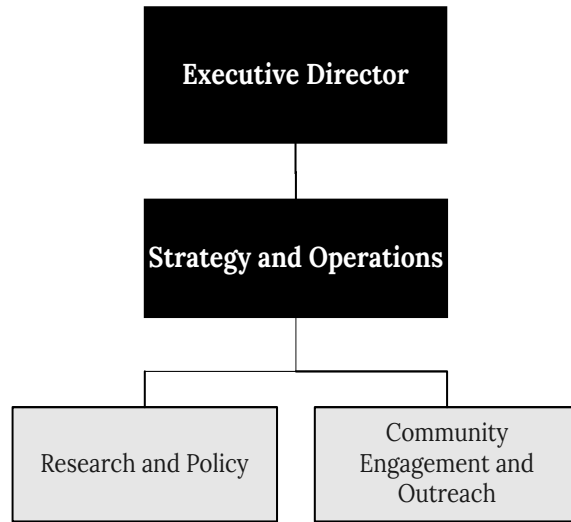 Executive Director
Strategy and Operations
Research and Policy
Community
Engagement and
Outreach